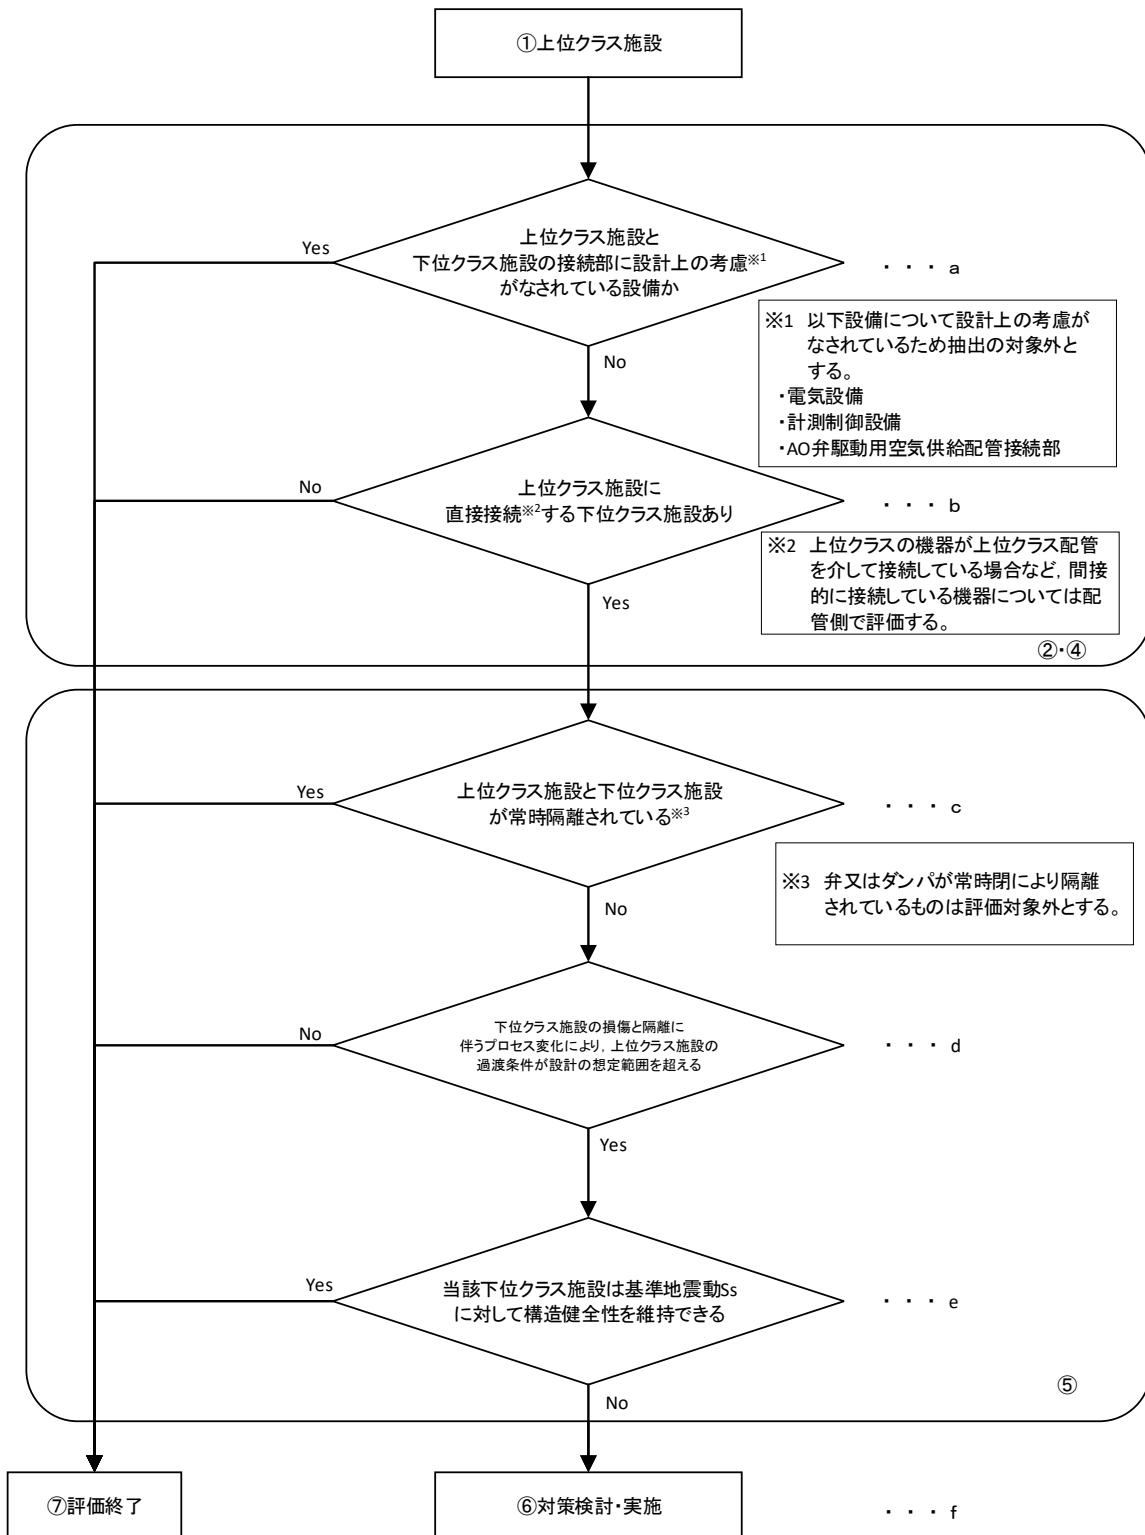 ①上位クラス施設
上位クラス施設と
下位クラス施設の接続部に設計上の考慮※1
がなされている設備か
Yes
・・・a
※1 以下設備について設計上の考慮が
なされているため抽出の対象外と
する。
・電気設備
・計測制御設備
・AO弁駆動用空気供給配管接続部
No
上位クラス施設に
直接接続※2する下位クラス施設あり
No
・・・b
※2 上位クラスの機器が上位クラス配管
を介して接続している場合など，間接
的に接続している機器については配
管側で評価する。
Yes
②・④
上位クラス施設と下位クラス施設
が常時隔離されている※3
Yes
・・・c
※3 弁又はダンパが常時閉により隔離
されているものは評価対象外とする。
No
下位クラス施設の損傷と隔離に
伴うプロセス変化により，上位クラス施設の
過渡条件が設計の想定範囲を超える
No
・・・d
Yes
当該下位クラス施設は基準地震動Ss
に対して構造健全性を維持できる
Yes
・・・e
⑤
No
⑦評価終了
⑥対策検討・実施
・・・f